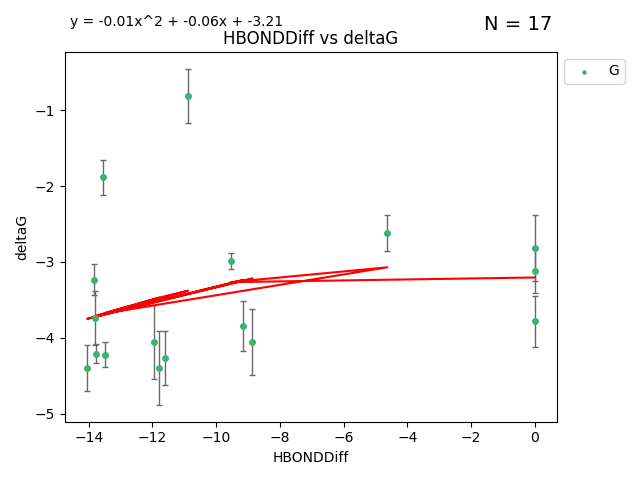 y = -0.01x^2 + -0.06x + -3.21
N = 17
HBONDDiff vs deltaG
G
deltaG
−1
−2
−3
−4
−5
−14
−12
−10
−8
−6
−4
−2
0
HBONDDiff